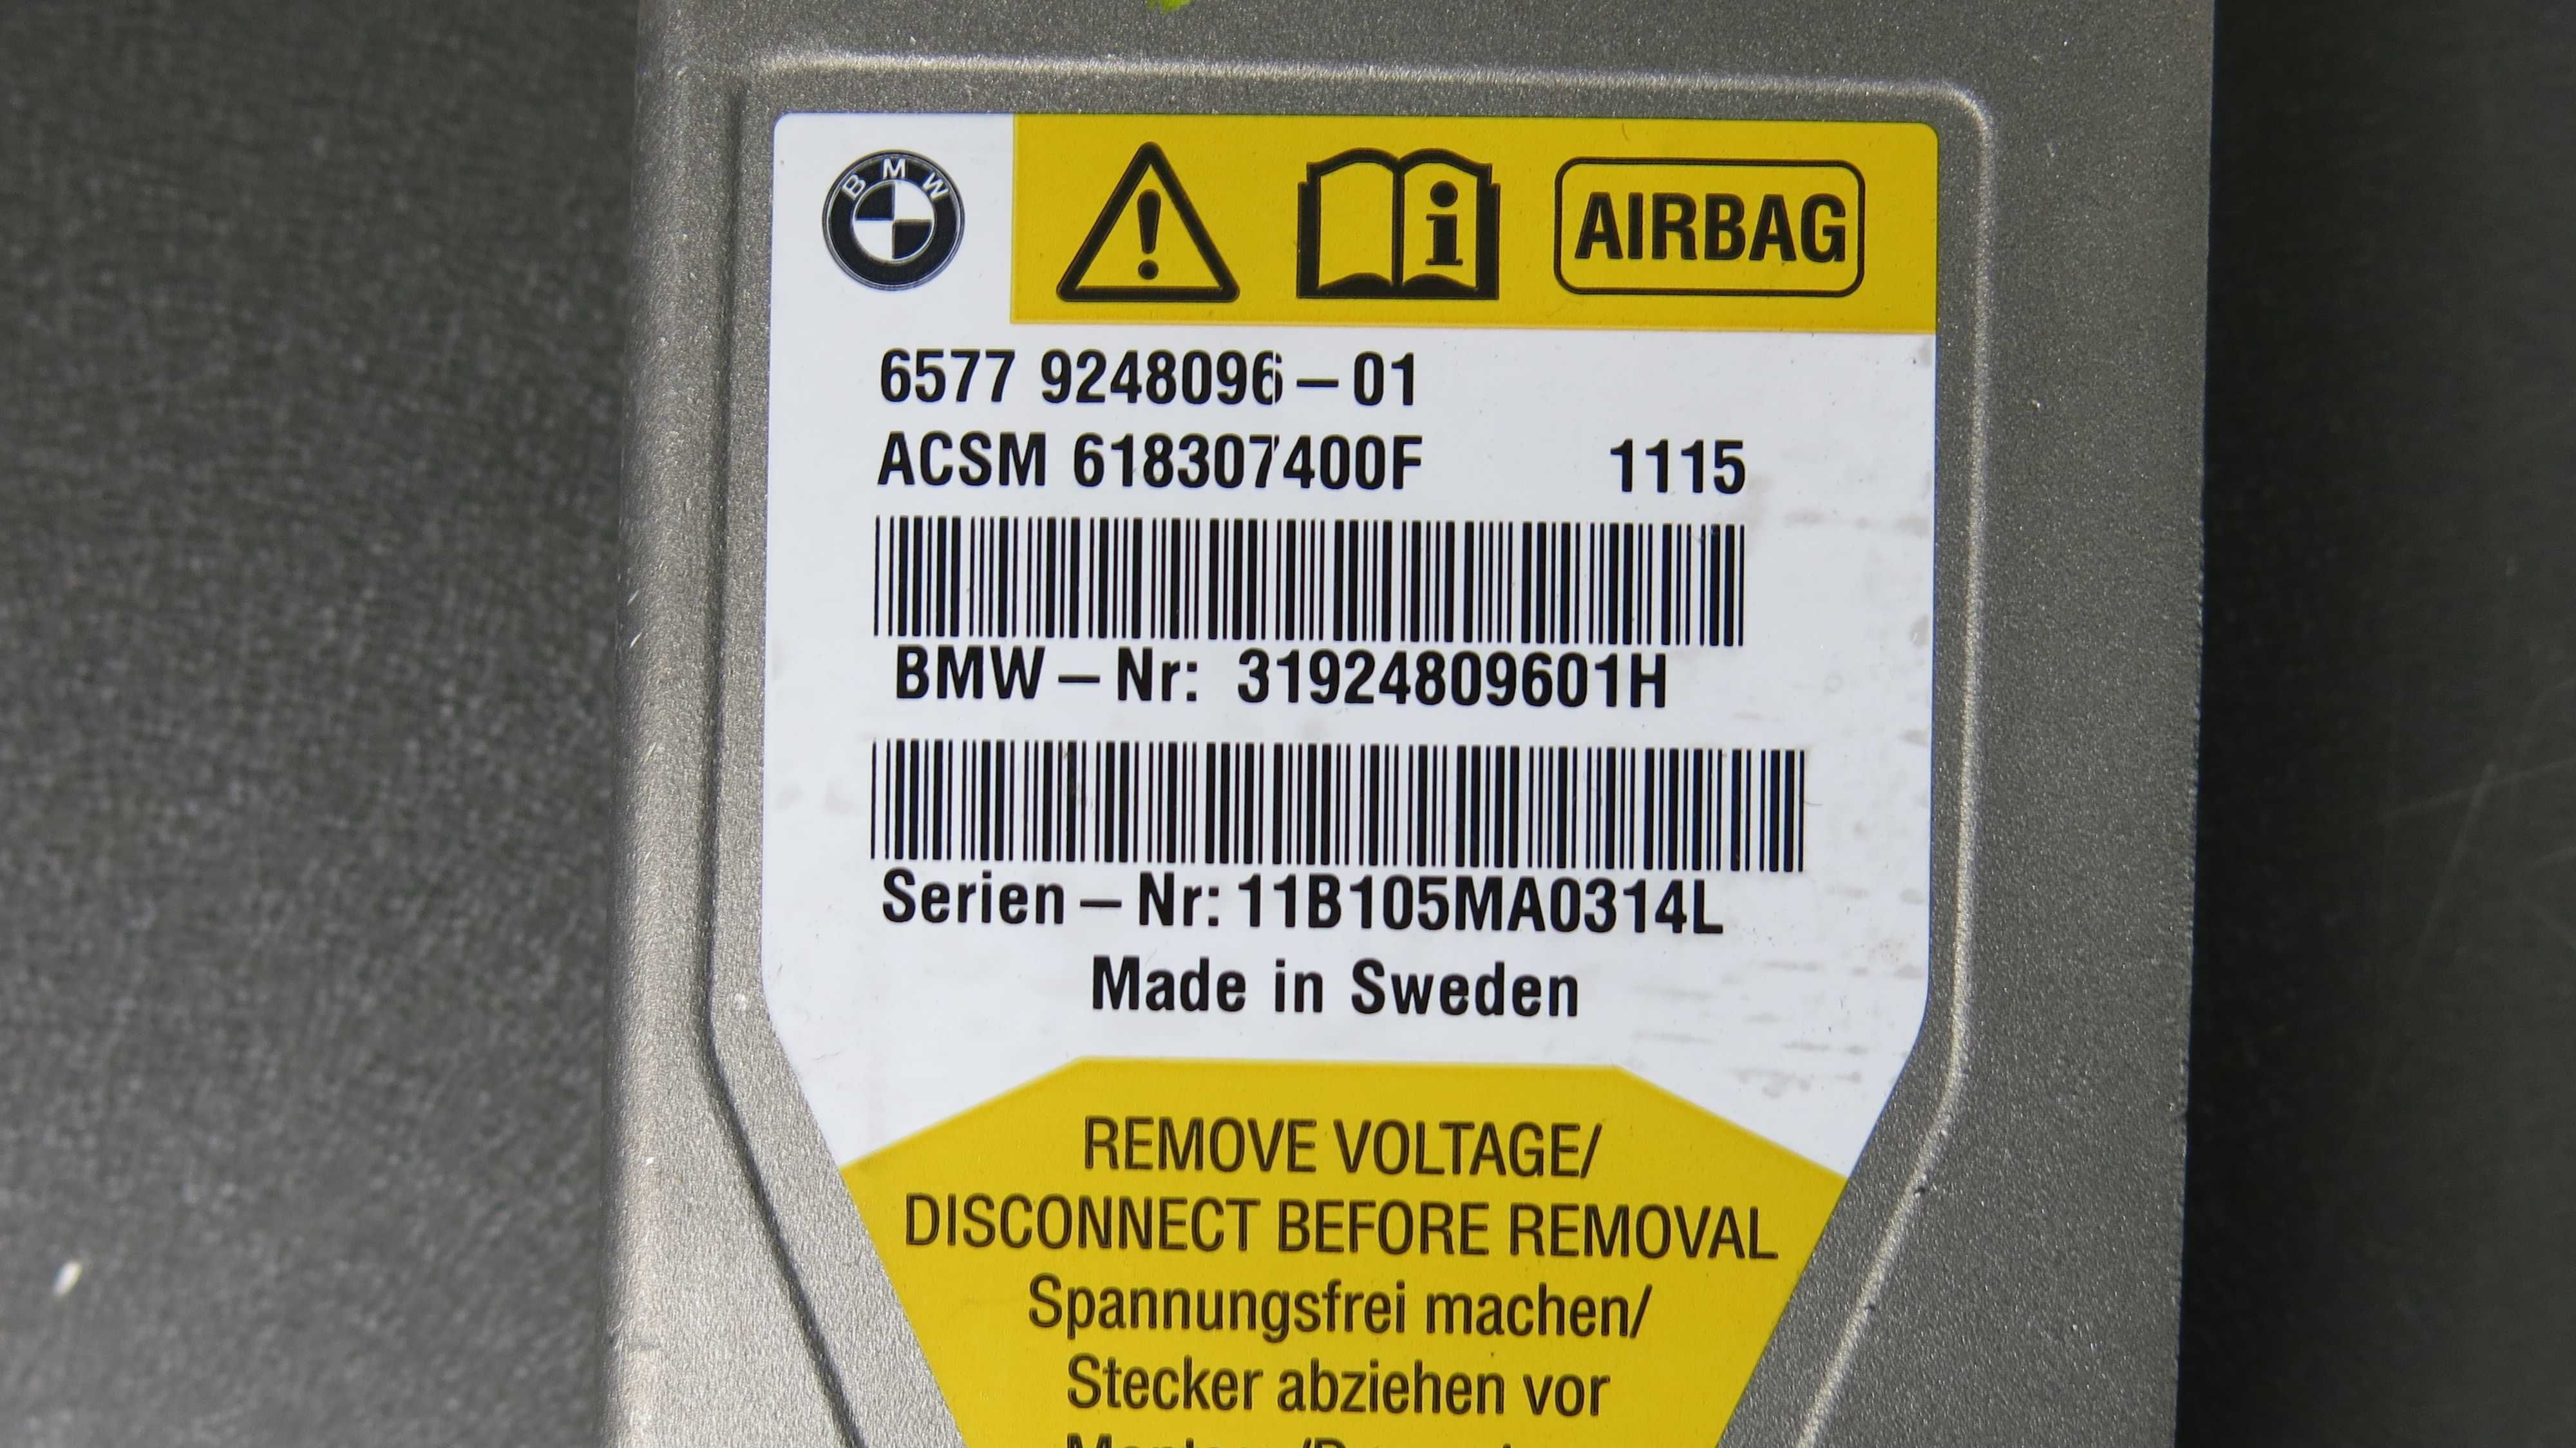 BMW
AIRBAG
6577 9248096-01
ACSM 618307400F 1115
BMW-Nr: 31924809601H
Serien-Nr: 11B105MA0314L
Made in Sweden
REMOVE VOLTAGE/
DISCONNECT BEFORE REMOVAL
Spannungsfrei machen/
Stecker abziehen vor